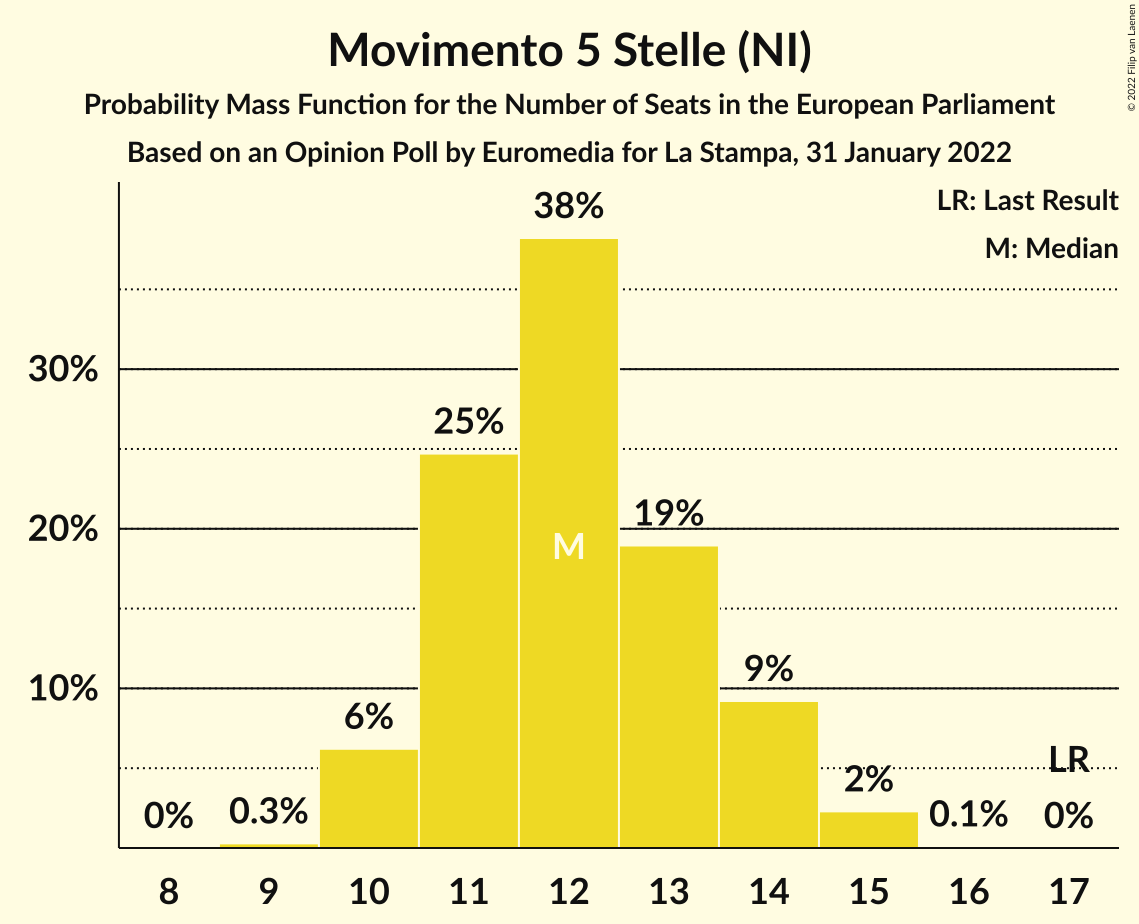 Movimento 5 Stelle (NI)
Probability Mass Function for the Number of Seats in the European Parliament
Based on an Opinion Poll by Euromedia for La Stampa, 31 January 2022
© 2022 Filip van Laenen
LR: Last Result
M: Median
38%
30%
25%
20%
19%
M
10%
9%
6%
LR
2%
0%
0.3%
0.1%
0%
8 9 10 11 12 13 14 15 16 17